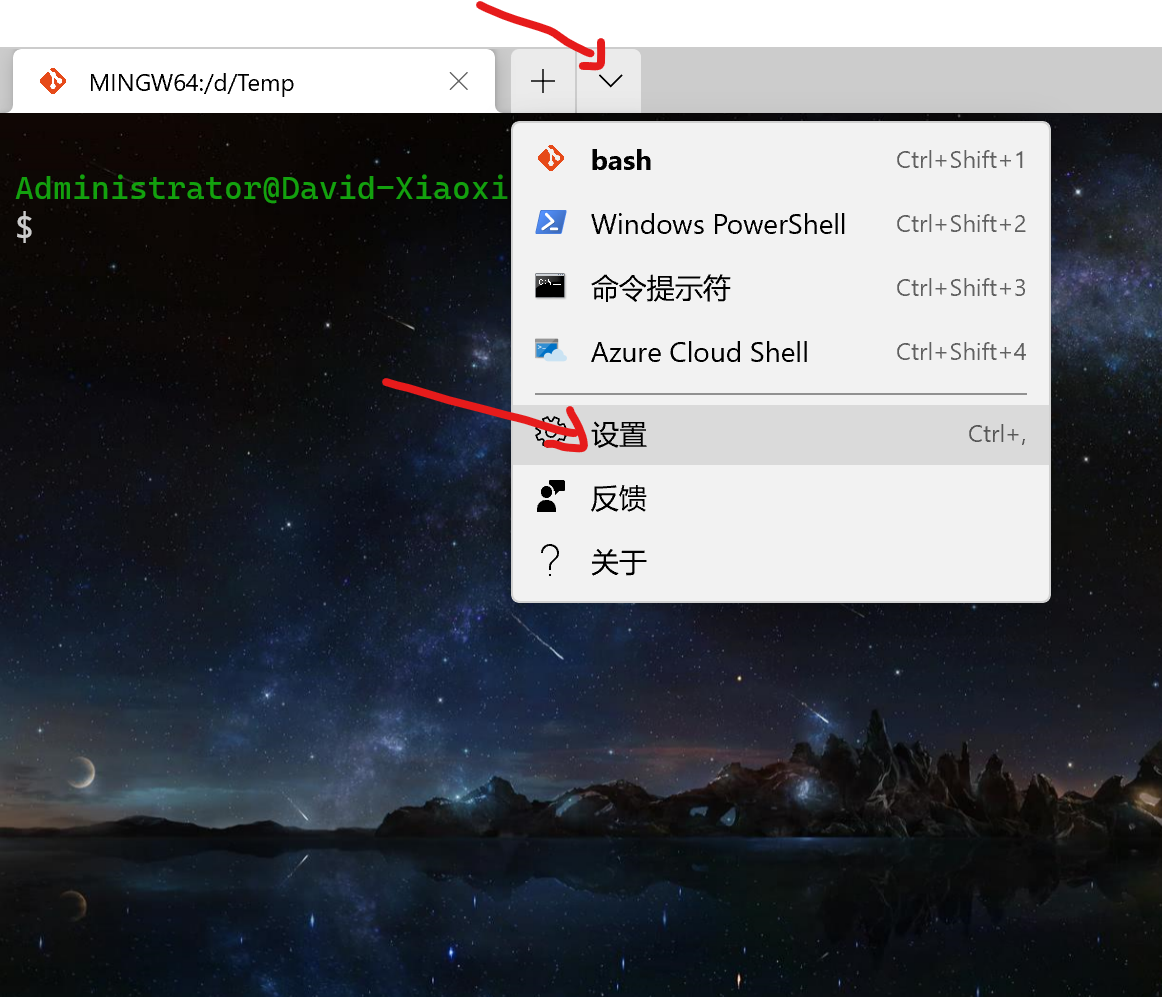 MINGW64:/d/Temp
Administrator@David-Xiaoxi
$
bash Ctrl+Shift+1
Windows PowerShell Ctrl+Shift+2
命令提示符 Ctrl+Shift+3
Azure Cloud Shell Ctrl+Shift+4
设置 Ctrl+,
反馈
关于